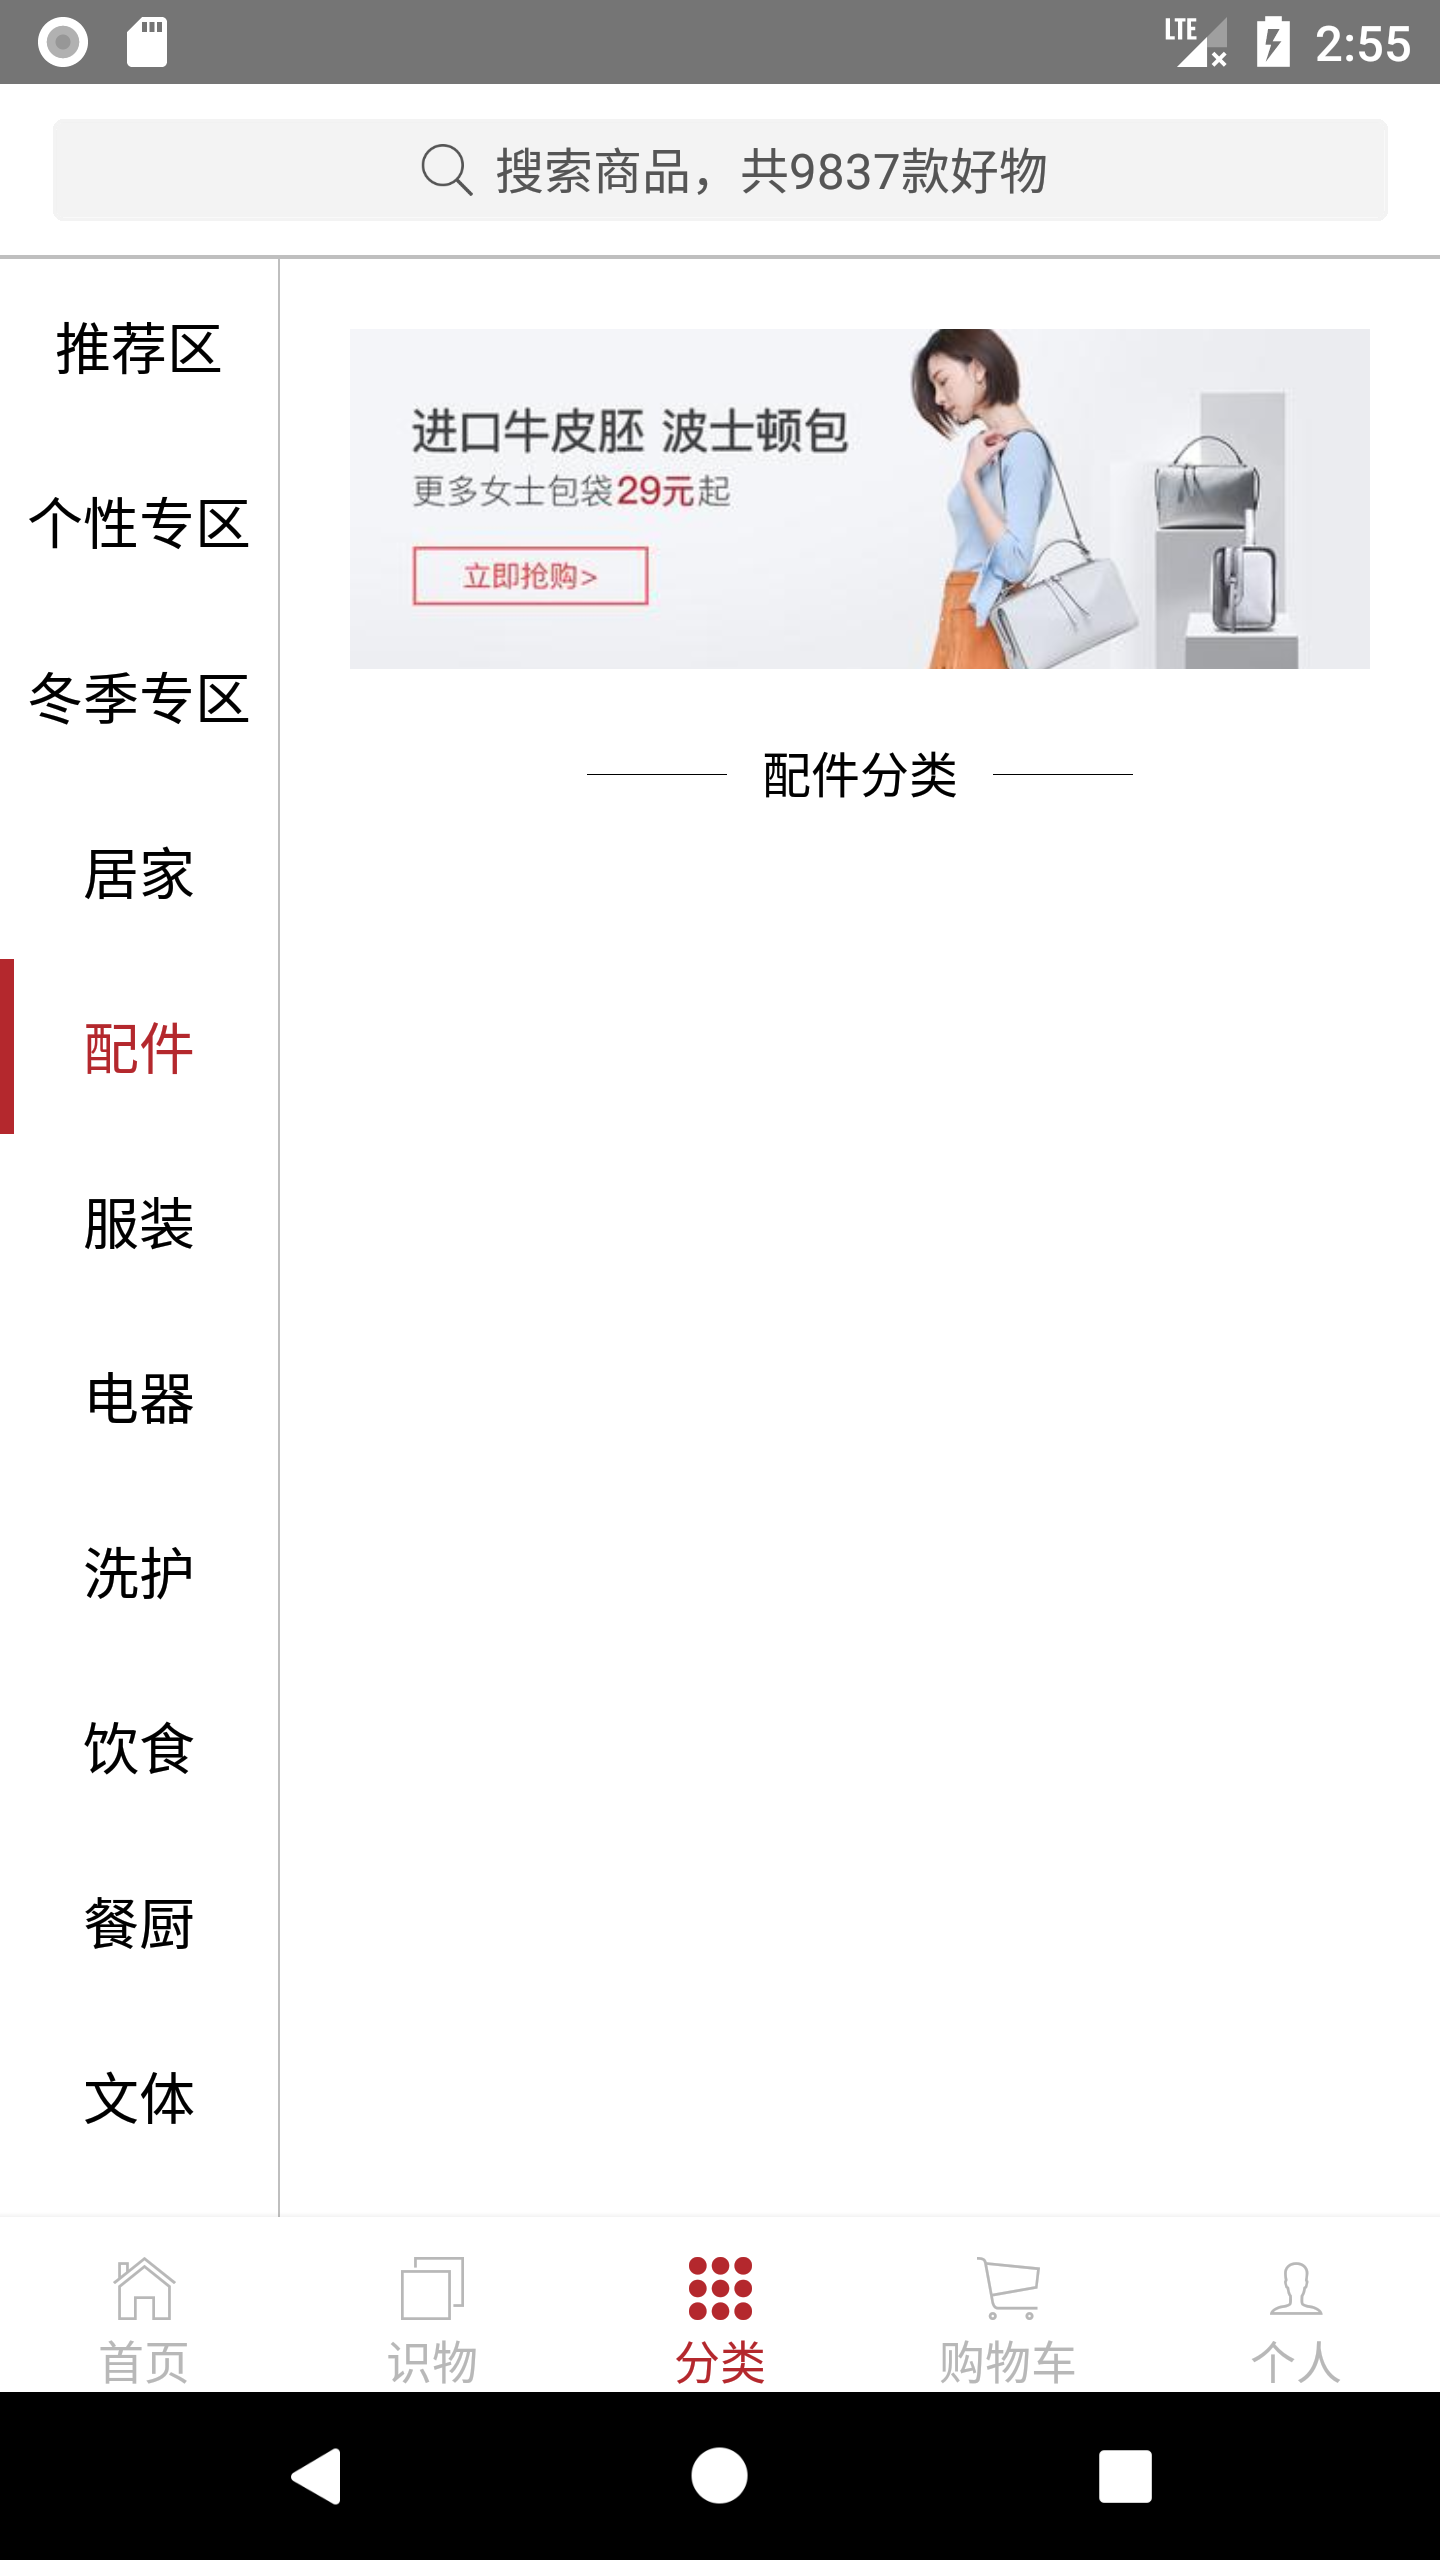 LTE 2:55
搜索商品，共9837款好物
推荐区
个性专区
冬季专区
居家
配件
服装
电器
洗护
饮食
餐厨
文体
进口牛皮胚 波士顿包
更多女士包袋29元起
立即抢购>
配件分类
首页
识物
分类
购物车
个人